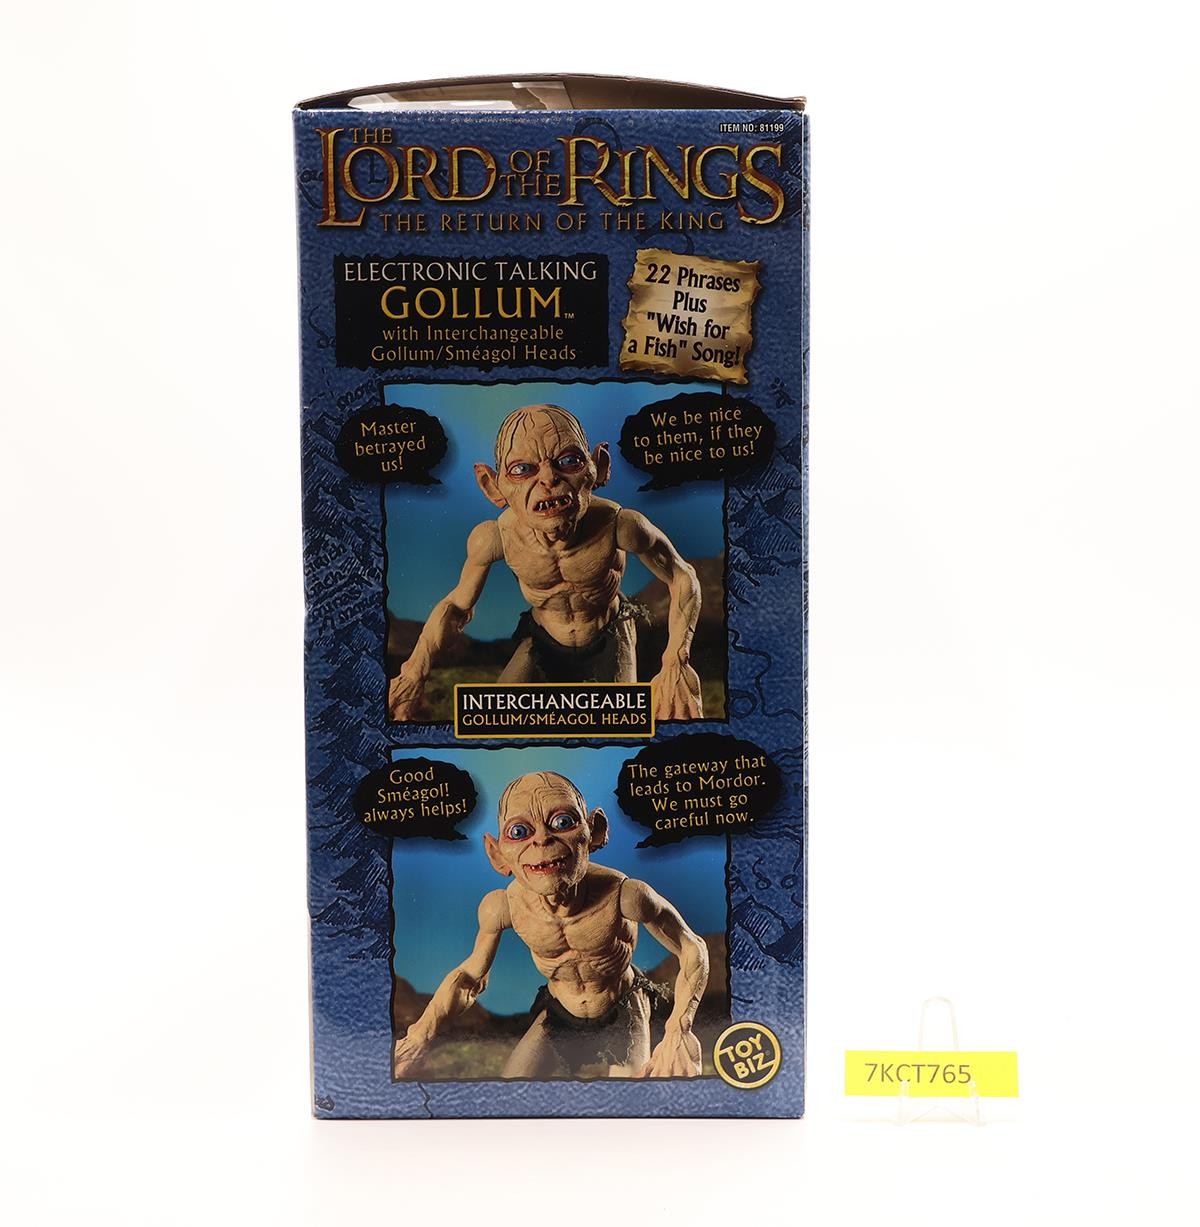 ITEM NO: 81199
THE
LORD OF THE RINGS
THE RETURN OF THE KING
ELECTRONIC TALKING
GOLLUM™
with Interchangeable
Gollum/Sméagol Heads
22 Phrases
Plus
"Wish for
a Fish" Song!
Master
betrayed
us!
We be nice
to them, if they
be nice to us!
INTERCHANGEABLE
GOLLUM/SMÉAGOL HEADS
Good
Sméagol!
always helps!
The gateway that
leads to Mordor.
We must go
careful now.
TOY
BIZ
7KCT765